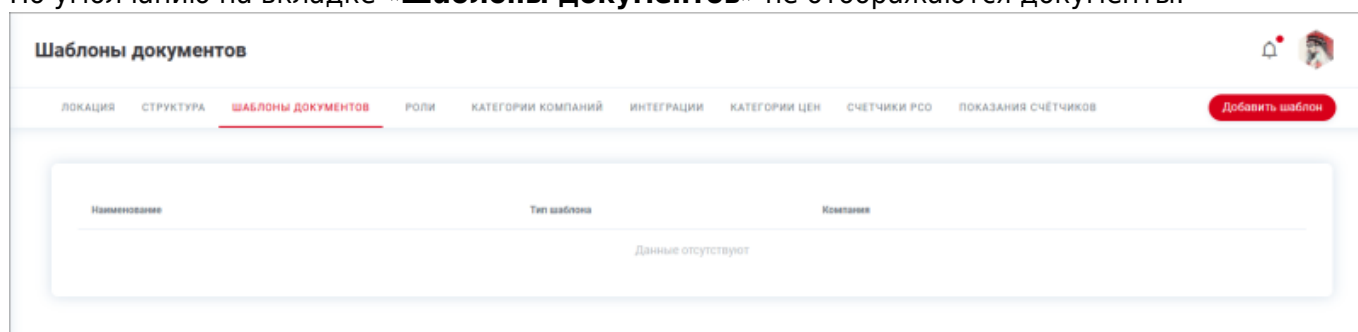 По умолчанию на вкладке «Шаблоны документов» не отображаются документы.
Шаблоны документов
ЛОКАЦИЯ СТРУКТУРА ШАБЛОНЫ ДОКУМЕНТОВ РОЛИ КАТЕГОРИИ КОМПАНИЙ ИНТЕГРАЦИИ КАТЕГОРИИ ЦЕН СЧЕТЧИКИ РСО ПОКАЗАНИЯ СЧЁТЧИКОВ Добавить шаблон
Наименование Тип шаблона Компания
Данные отсутствуют